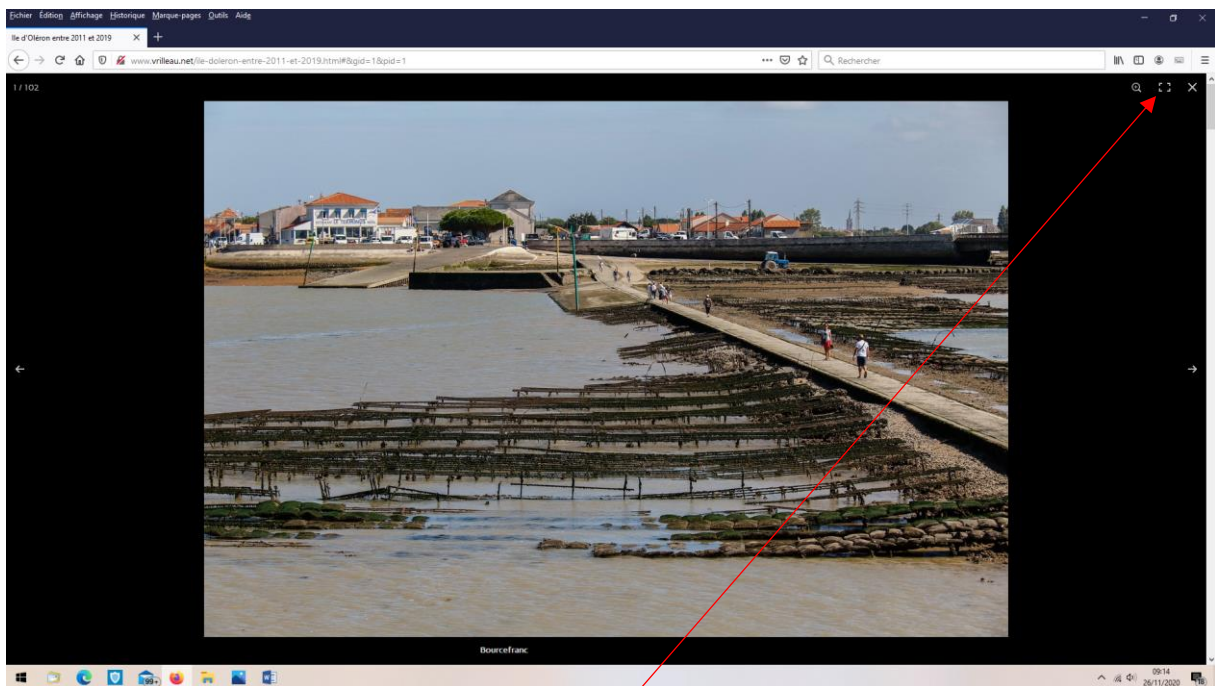 Fichier Édition Affichage Historique Marque-pages Outils Aide
Ile d'Oléron entre 2011 et 2019
www.vrilleau.net/ile-doleron-entre-2011-et-2019.html#&gid=1&pid=1
Rechercher
1 / 102
Bourcefranc
99+
09:14
26/11/2020